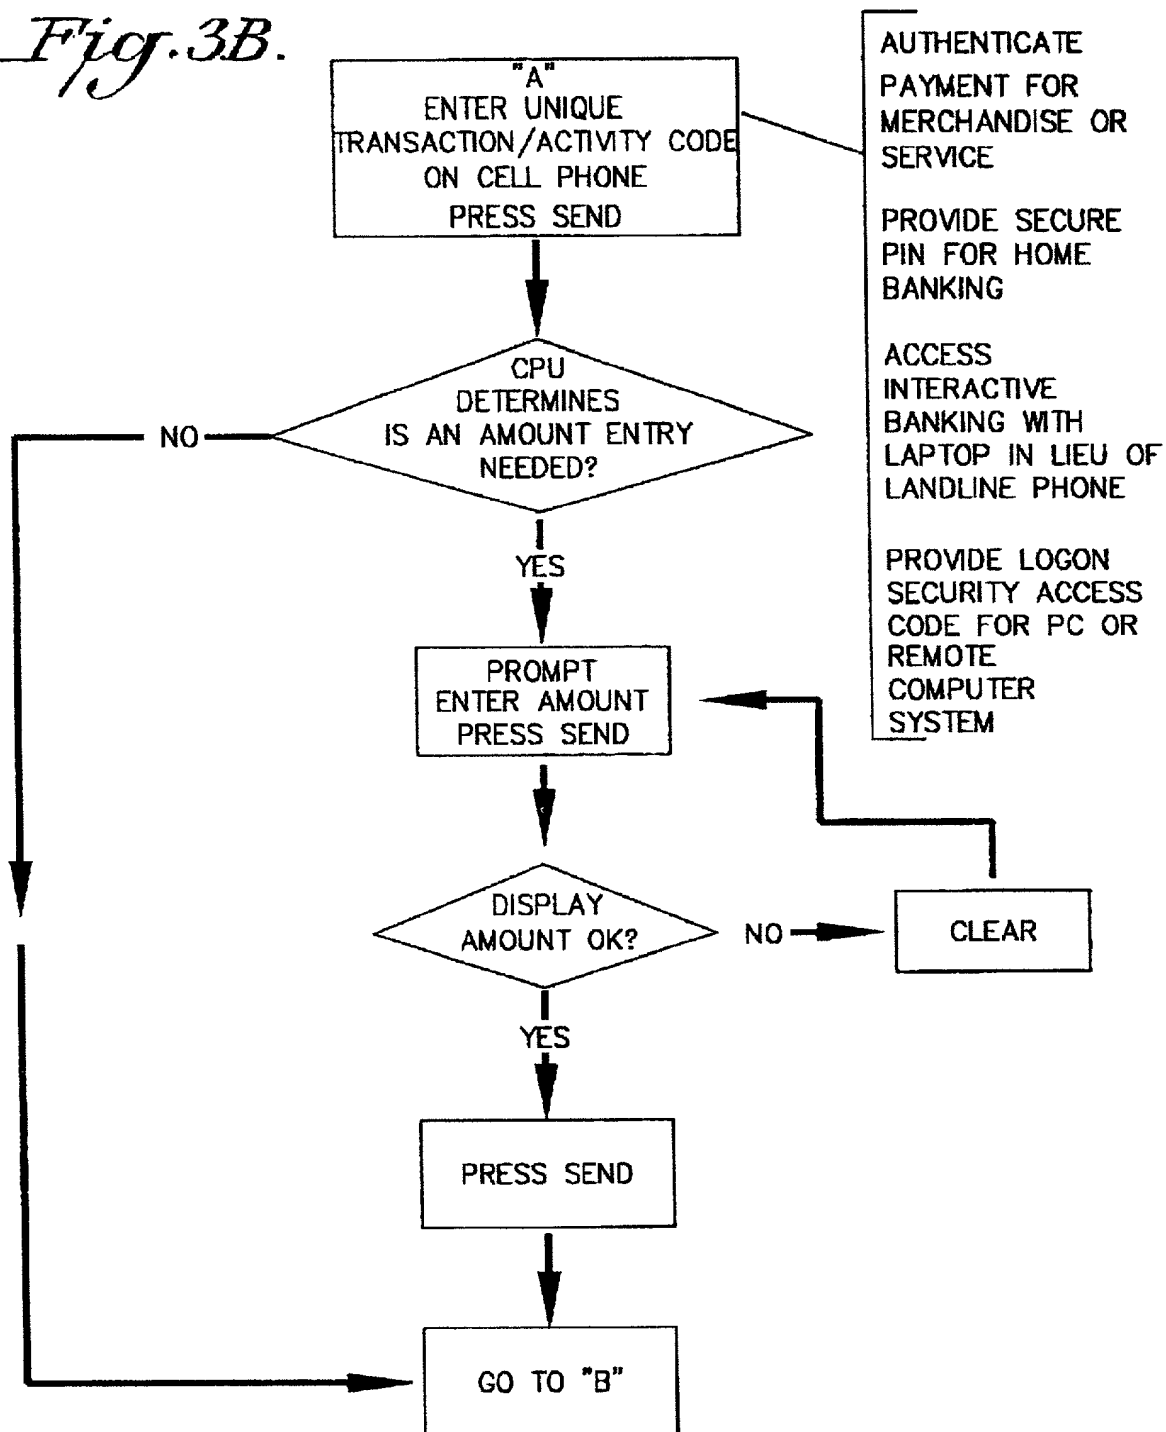 Fig. 3B.
"A"
ENTER UNIQUE
TRANSACTION/ACTIVITY CODE
ON CELL PHONE
PRESS SEND
AUTHENTICATE
PAYMENT FOR
MERCHANDISE OR
SERVICE
PROVIDE SECURE
PIN FOR HOME
BANKING
ACCESS
INTERACTIVE
BANKING WITH
LAPTOP IN LIEU OF
LANDLINE PHONE
PROVIDE LOGON
SECURITY ACCESS
CODE FOR PC OR
REMOTE
COMPUTER
SYSTEM
CPU
DETERMINES
IS AN AMOUNT ENTRY
NEEDED?
NO
YES
PROMPT
ENTER AMOUNT
PRESS SEND
DISPLAY
AMOUNT OK?
NO
CLEAR
YES
PRESS SEND
GO TO "B"